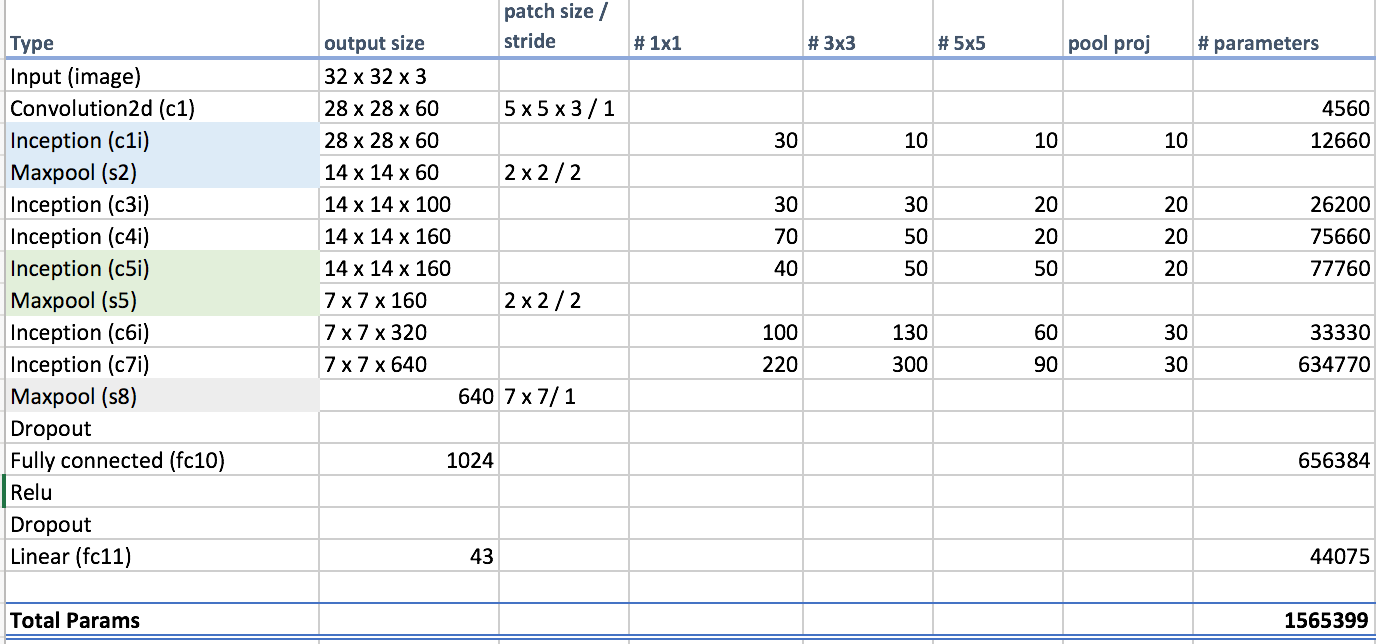 Type output size patch size / stride # 1x1 # 3x3 # 5x5 pool proj # parameters
Input (image) 32 x 32 x 3
Convolution2d (c1) 28 x 28 x 60 5 x 5 x 3 / 1 4560
Inception (c1i) 28 x 28 x 60 30 10 10 10 12660
Maxpool (s2) 14 x 14 x 60 2 x 2 / 2
Inception (c3i) 14 x 14 x 100 30 30 20 20 26200
Inception (c4i) 14 x 14 x 160 70 50 20 20 75660
Inception (c5i) 14 x 14 x 160 40 50 50 20 77760
Maxpool (s5) 7 x 7 x 160 2 x 2 / 2
Inception (c6i) 7 x 7 x 320 100 130 60 30 33330
Inception (c7i) 7 x 7 x 640 220 300 90 30 634770
Maxpool (s8) 640 7 x 7/ 1
Dropout
Fully connected (fc10) 1024 656384
Relu
Dropout
Linear (fc11) 43 44075
Total Params 1565399